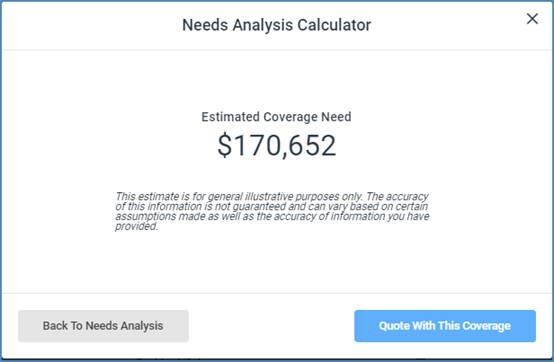 Needs Analysis Calculator
Estimated Coverage Need
$170,652
This estimate is for general illustrative purposes only. The accuracy
of this information is not guaranteed and can vary based on certain
assumptions made as well as the accuracy of information you have
provided.
Back To Needs Analysis
Quote With This Coverage